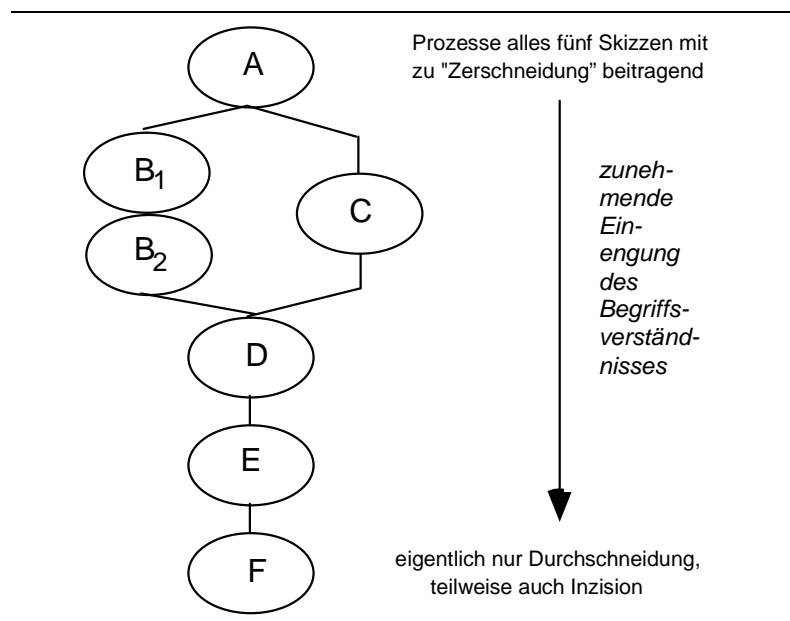 A
B1
B2
C
D
E
F
Prozesse alles fünf Skizzen mit
zu "Zerschneidung” beitragend
zuneh-
mende
Ein-
engung
des
Begriffs-
verständ-
nisses
eigentlich nur Durchschneidung,
teilweise auch Inzision